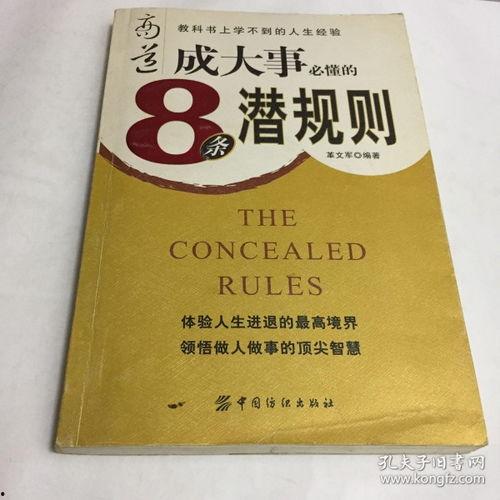 教科书上学不到的人生经验
商道
成大事必懂的
8条潜规则
革文军◎编著
THE
CONCEALED
RULES
体验人生进退的最高境界
领悟做人做事的顶尖智慧
中国纺织出版社
孔夫子旧书网
www.kongfz.com